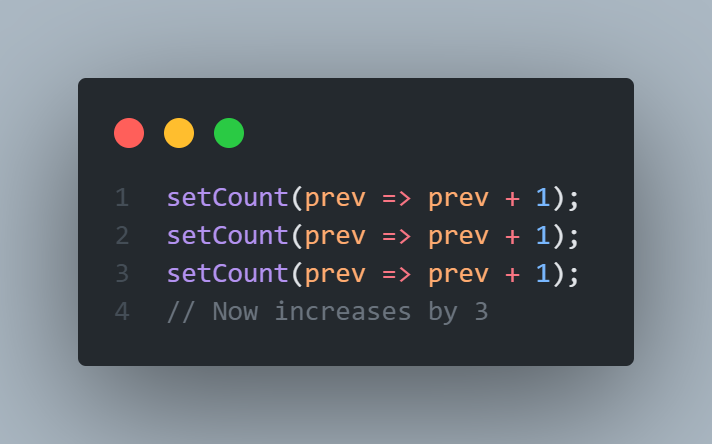 1 setCount(prev => prev + 1);
2 setCount(prev => prev + 1);
3 setCount(prev => prev + 1);
4 // Now increases by 3